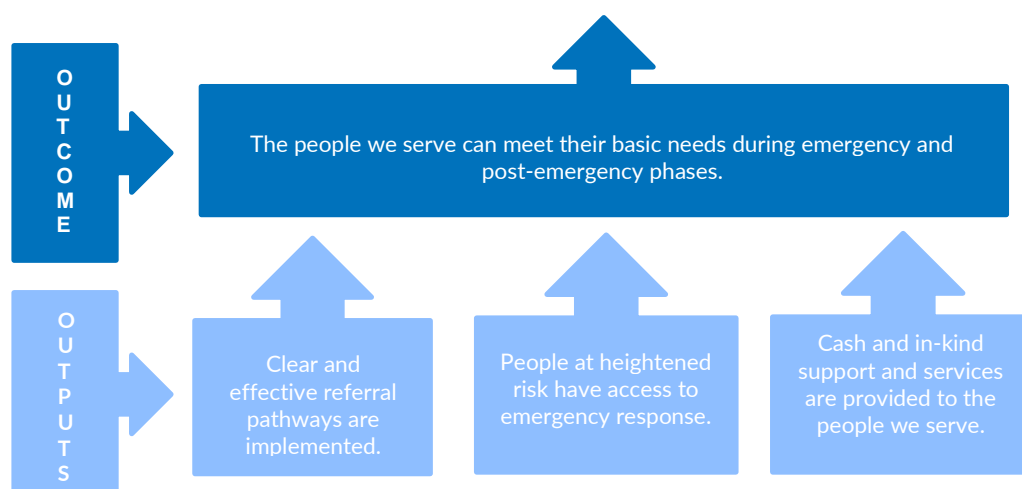 OUTCOME
The people we serve can meet their basic needs during emergency and
post-emergency phases.
OUTPUTS
Clear and
effective referral
pathways are
implemented.
People at heightened
risk have access to
emergency response.
Cash and in-kind
support and services
are provided to the
people we serve.